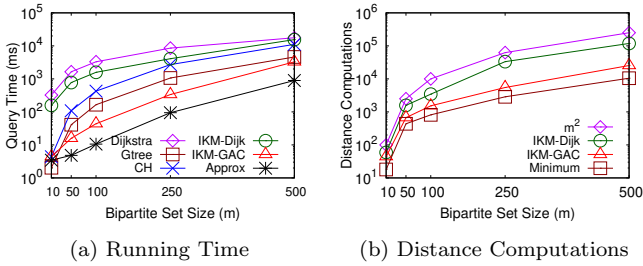 Query Time (ms)
10^5
10^4
10^3
10^2
10^1
10^0
Dijkstra
Gtree
CH
IKM-Dijk
IKM-GAC
Approx
10 50 100 250 500
Bipartite Set Size (m)
(a) Running Time
Distance Computations
10^6
10^5
10^4
10^3
10^2
10^1
m^2
IKM-Dijk
IKM-GAC
Minimum
10 50 100 250 500
Bipartite Set Size (m)
(b) Distance Computations